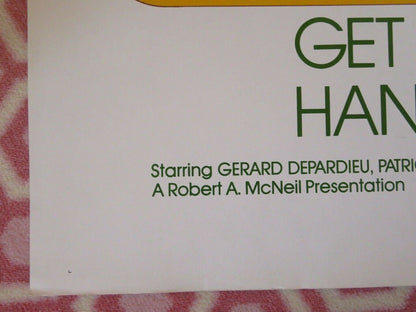 GET
HAN
Starring GERARD DEPARDIEU, PATRIC
A Robert A. McNeil Presentation